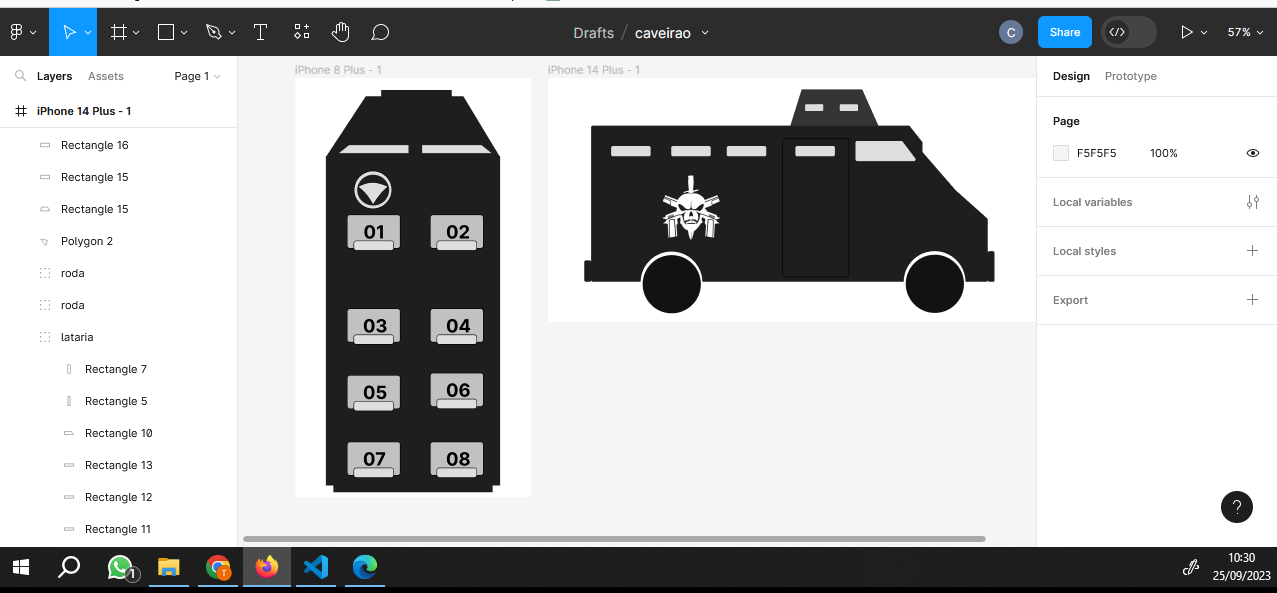 Drafts / caveirao
C
Share
57%
Layers
Assets
Page 1
iPhone 14 Plus - 1
Rectangle 16
Rectangle 15
Rectangle 15
Polygon 2
roda
roda
lataria
Rectangle 7
Rectangle 5
Rectangle 10
Rectangle 13
Rectangle 12
Rectangle 11
iPhone 8 Plus - 1
01 02
03 04
05 06
07 08
iPhone 14 Plus - 1
Design
Prototype
Page
F5F5F5 100%
Local variables
Local styles
Export
?
1
T
10:30
25/09/2023